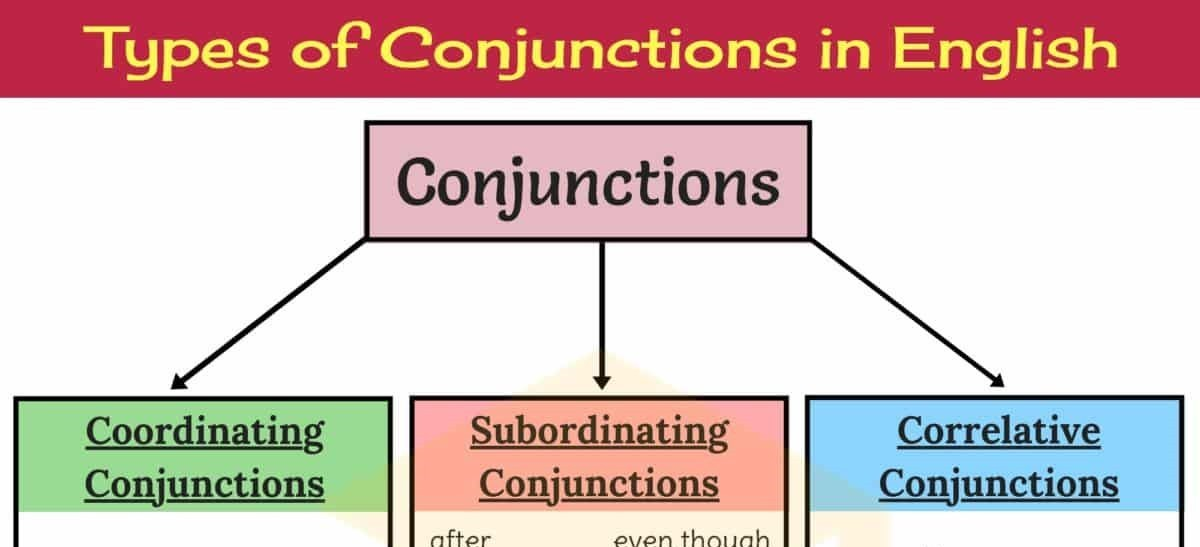 Types of Conjunctions in English
Conjunctions
Coordinating
Conjunctions
Subordinating
Conjunctions
Correlative
Conjunctions
after even though